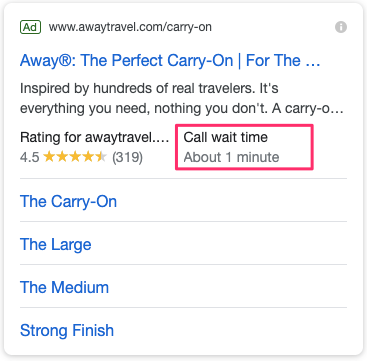 Ad www.awaytravel.com/carry-on
Away®: The Perfect Carry-On | For The ...
Inspired by hundreds of real travelers. It's
everything you need, nothing you don't. A carry-o...
Rating for awaytravel.... Call wait time
4.5 (319) About 1 minute
The Carry-On
The Large
The Medium
Strong Finish